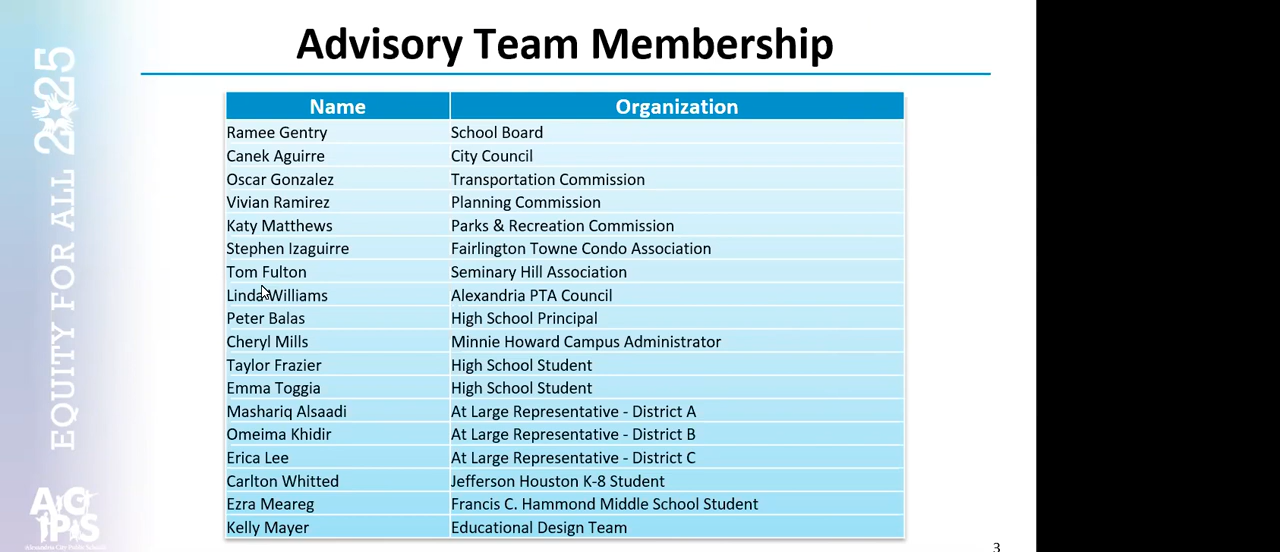 Advisory Team Membership
Name Organization
Ramee Gentry School Board
Canek Aguirre City Council
Oscar Gonzalez Transportation Commission
Vivian Ramirez Planning Commission
Katy Matthews Parks & Recreation Commission
Stephen Izaguirre Fairlington Towne Condo Association
Tom Fulton Seminary Hill Association
Linda Williams Alexandria PTA Council
Peter Balas High School Principal
Cheryl Mills Minnie Howard Campus Administrator
Taylor Frazier High School Student
Emma Toggia High School Student
Mashariq Alsaadi At Large Representative - District A
Omeima Khidir At Large Representative - District B
Erica Lee At Large Representative - District C
Carlton Whitted Jefferson Houston K-8 Student
Ezra Meareg Francis C. Hammond Middle School Student
Kelly Mayer Educational Design Team
EQUITY FOR ALL 2025
ACPS
Alexandria City Public Schools
3